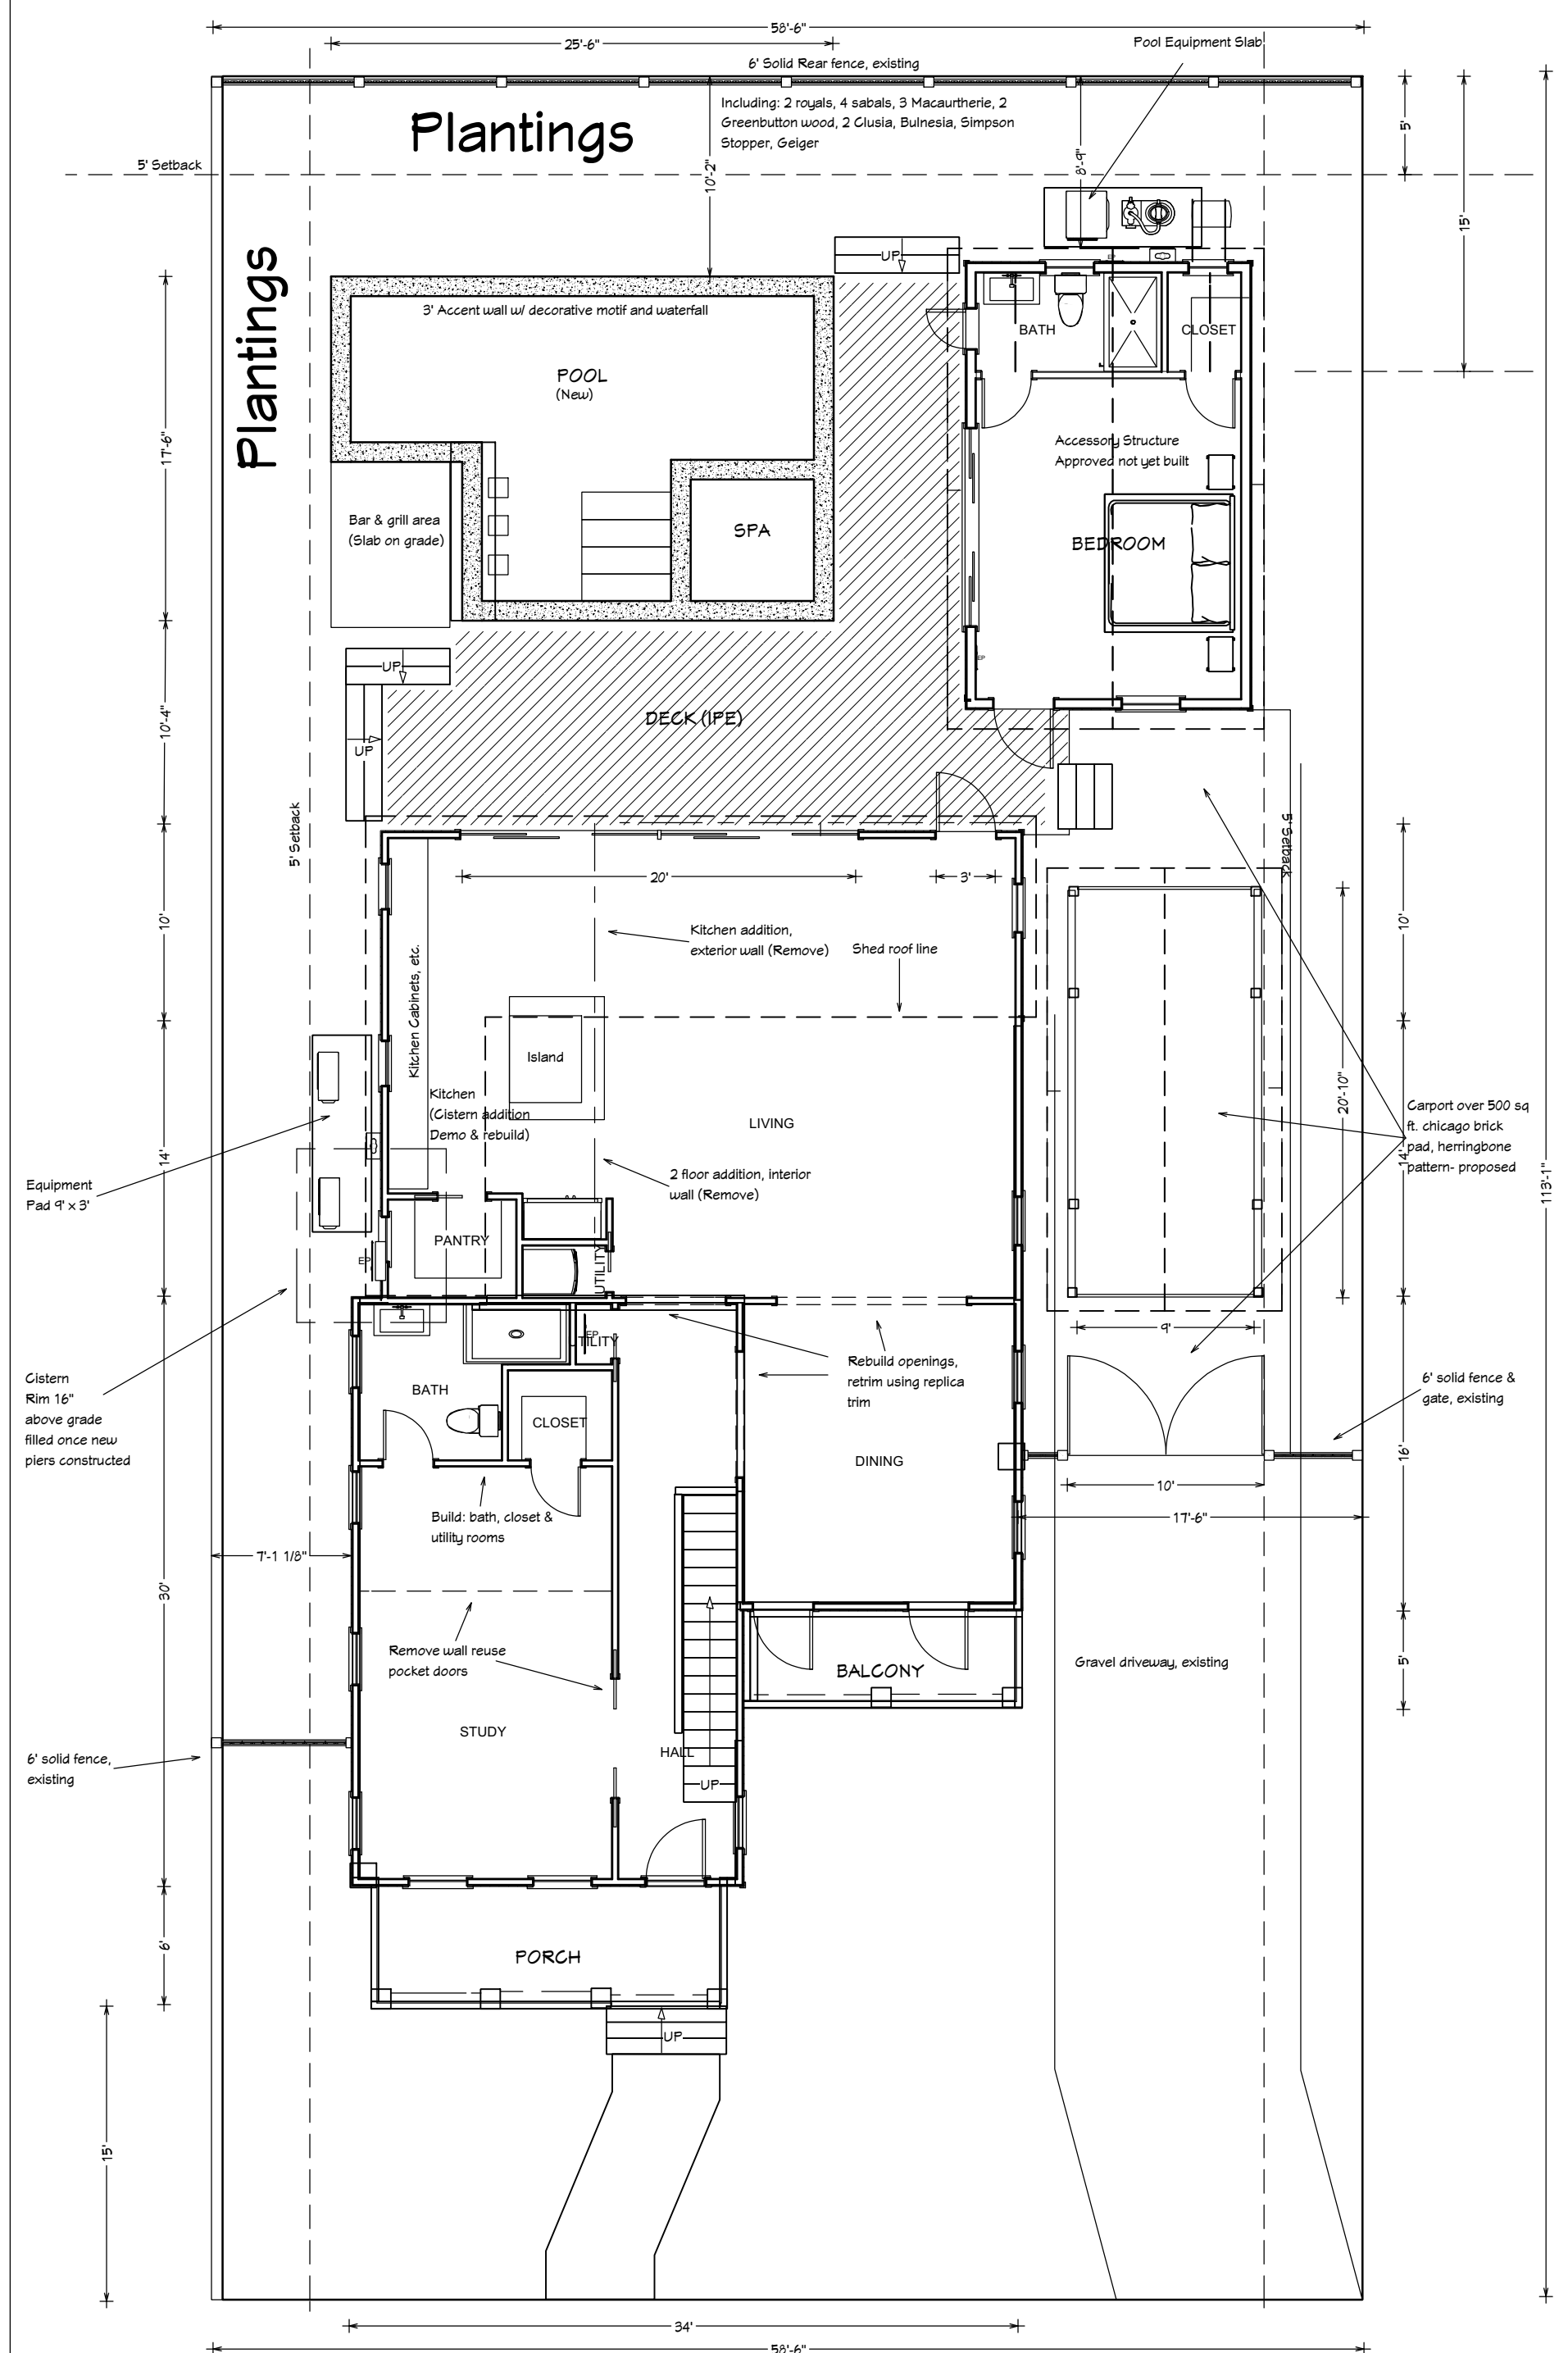 58'-6"
25'-6"
Pool Equipment Slab
6' Solid Rear fence, existing
Plantings
Including: 2 royals, 4 sabals, 3 Macaurtherie, 2
Greenbutton wood, 2 Clusia, Bulnesia, Simpson
Stopper, Geiger
5'
5' Setback
10'-2"
8'-9"
15'
Plantings
UP
EP
3' Accent wall w/ decorative motif and waterfall
BATH
CLOSET
POOL
(New)
17'-6"
Accessory Structure
Approved not yet built
Bar & grill area
(Slab on grade)
SPA
BEDROOM
EP
UP
10'-4"
DECK (IPE)
UP
5' Setback
5' Setback
20'
3'
10'
10'
Kitchen addition,
exterior wall (Remove)
Shed roof line
Kitchen Cabinets, etc.
Island
Kitchen
(Cistern addition
Demo & rebuild)
LIVING
20'-10"
Carport over 500 sq
ft. chicago brick
pad, herringbone
pattern- proposed
14'
14'
113'-1"
2 floor addition, interior
wall (Remove)
Equipment
Pad 9' x 3'
PANTRY
EP
UTILITY
9'
EP
UTILITY
Rebuild openings,
retrim using replica
trim
Cistern
Rim 16"
above grade
filled once new
piers constructed
BATH
CLOSET
6' solid fence &
gate, existing
DINING
16'
10'
Build: bath, closet &
utility rooms
17'-6"
7'-1 1/8"
30'
Remove wall reuse
pocket doors
BALCONY
Gravel driveway, existing
5'
STUDY
HALL
6' solid fence,
existing
UP
PORCH
6'
UP
15'
34'
58'-6"